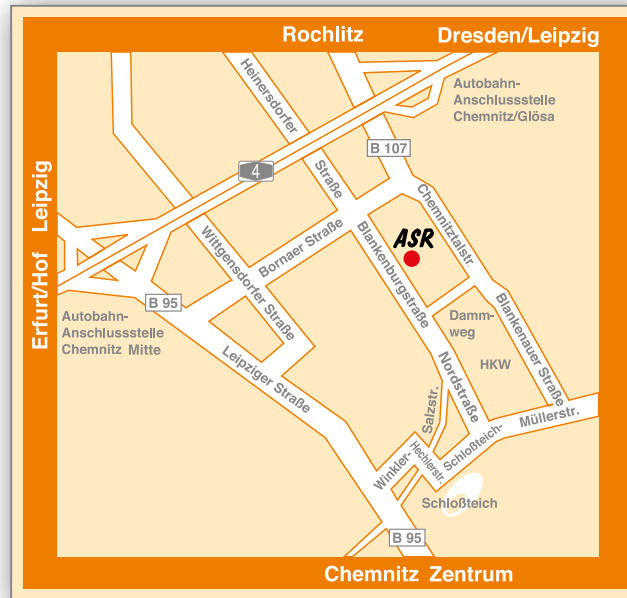 Rochlitz
Dresden/Leipzig
Erfurt/Hof Leipzig
Heinersdorfer
Straße
Autobahn-
Anschlussstelle
Chemnitz/Glösa
B 107
4
Chemnitztalstr.
Wittgensdorfer Straße
Bornaer Straße
Blankenburgstraße
ASR
B 95
Autobahn-
Anschlussstelle
Chemnitz Mitte
Leipziger Straße
Damm-
weg
Blankenauer Straße
HKW
Nordstraße
Salzstr.
Müllerstr.
Schloßteich-
Hechlerstr.
Winkler-
Schloßteich
B 95
Chemnitz Zentrum